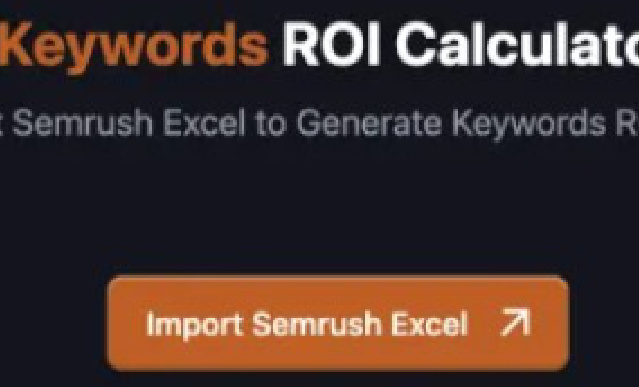 Keywords ROI Calculato
t Semrush Excel to Generate Keywords R
Import Semrush Excel